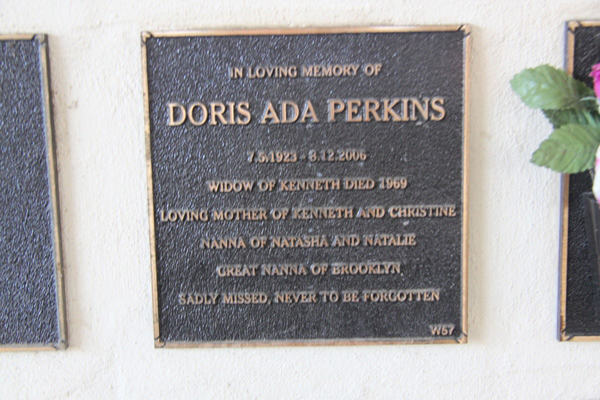 IN LOVING MEMORY OF
DORIS ADA PERKINS
7.5.1923 - 8.12.2006
WIDOW OF KENNETH DIED 1969
LOVING MOTHER OF KENNETH AND CHRISTINE
NANNA OF NATASHA AND NATALIE
GREAT NANNA OF BROOKLYN
SADLY MISSED, NEVER TO BE FORGOTTEN
W57